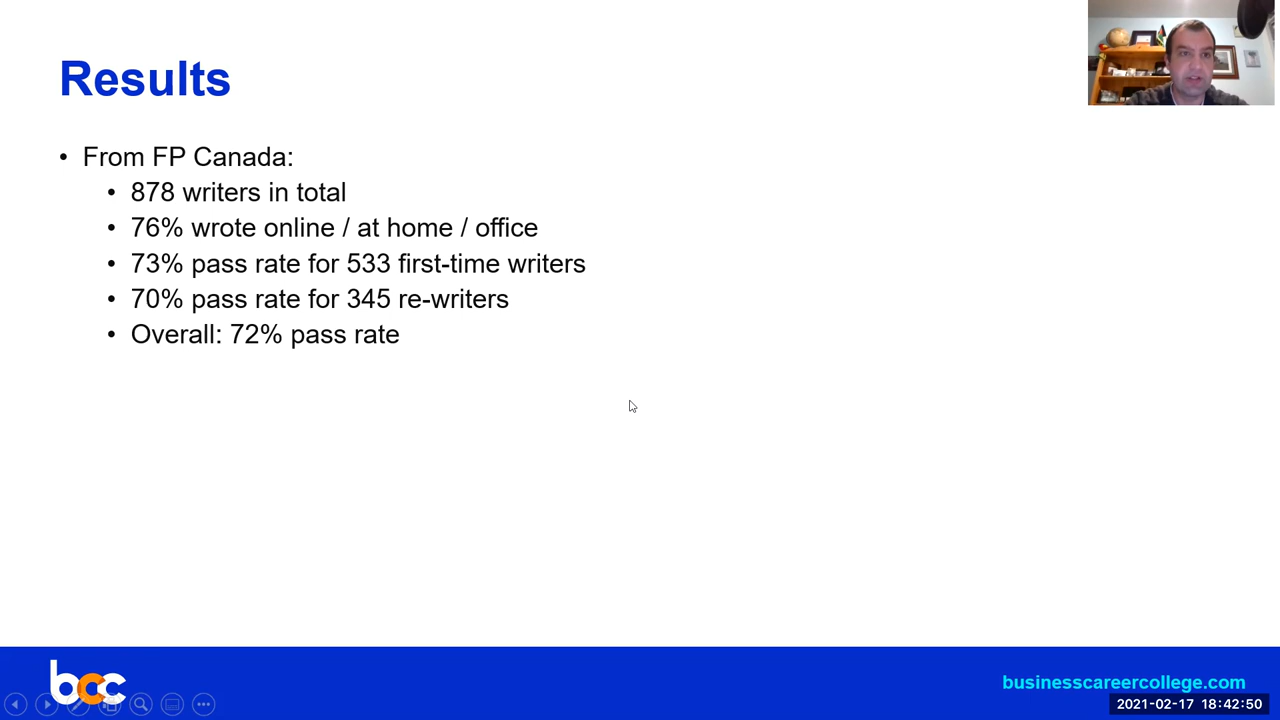 Results
• From FP Canada:
• 878 writers in total
• 76% wrote online / at home / office
• 73% pass rate for 533 first-time writers
• 70% pass rate for 345 re-writers
• Overall: 72% pass rate
bcc
businesscareercollege.com
2021-02-17 18:42:50